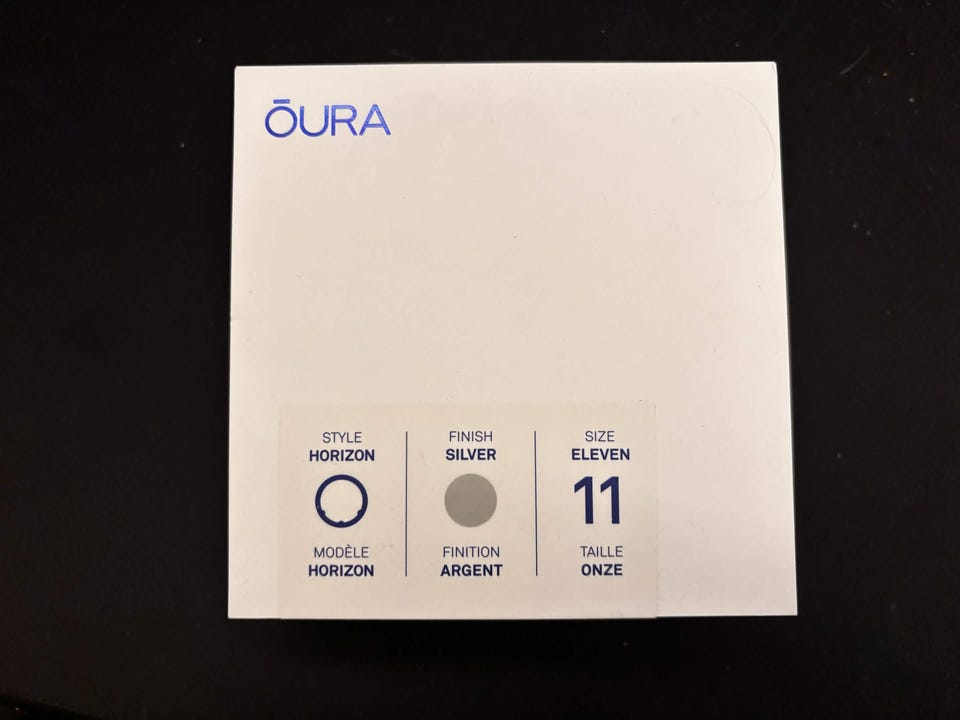 ŌURA
STYLE
HORIZON
MODÈLE
HORIZON
FINISH
SILVER
FINITION
ARGENT
SIZE
ELEVEN
11
TAILLE
ONZE